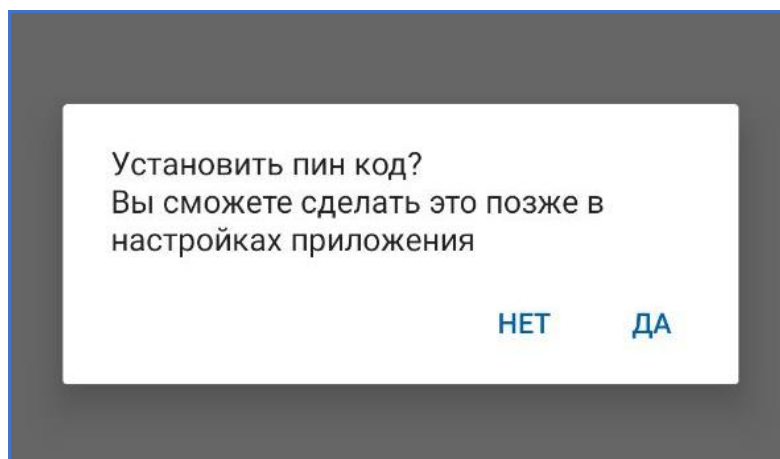 Установить пин код?
Вы сможете сделать это позже в
настройках приложения
НЕТ ДА